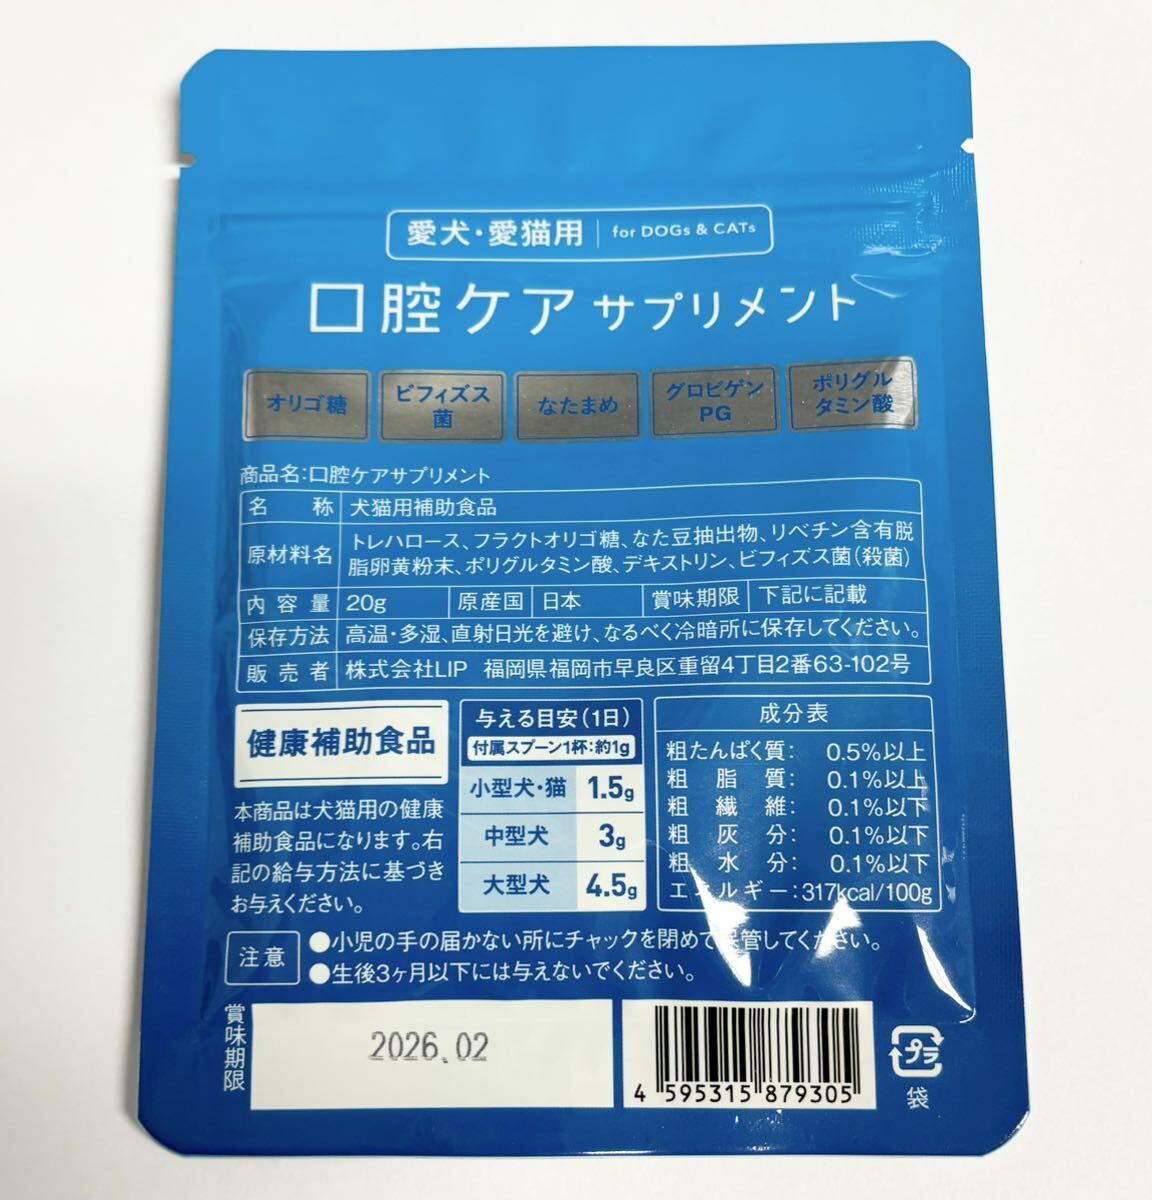 愛犬・愛猫用 for DOGs & CATs
口腔ケア サプリメント
オリゴ糖
ビフィズス
菌
なたまめ
グロビゲン
PG
ポリグル
タミン酸
商品名:口腔ケアサプリメント
名称 犬猫用補助食品
原材料名 トレハロース、フラクトオリゴ糖、なた豆抽出物、リベチン含有脱
脂卵黄粉末、ポリグルタミン酸、デキストリン、ビフィズス菌(殺菌)
内容量 20g 原産国 日本 賞味期限 下記に記載
保存方法 高温・多湿、直射日光を避け、なるべく冷暗所に保存してください。
販売者 株式会社LIP 福岡県福岡市早良区重留4丁目2番63-102号
健康補助食品
本商品は犬猫用の健康
補助食品になります。右
記の給与方法に基づき
お与えください。
与える目安(1日)
付属スプーン1杯:約1g
小型犬・猫 1.5g
中型犬 3g
大型犬 4.5g
成分表
粗たんぱく質: 0.5%以上
粗脂質: 0.1%以上
粗繊維: 0.1%以下
粗灰分: 0.1%以下
粗水分: 0.1%以下
エネルギー:317kcal/100g
注意
●小児の手の届かない所にチャックを閉めて保管してください。
●生後3ヶ月以下には与えないでください。
賞味期限
2026.02
4 595315 879305
プラ
袋